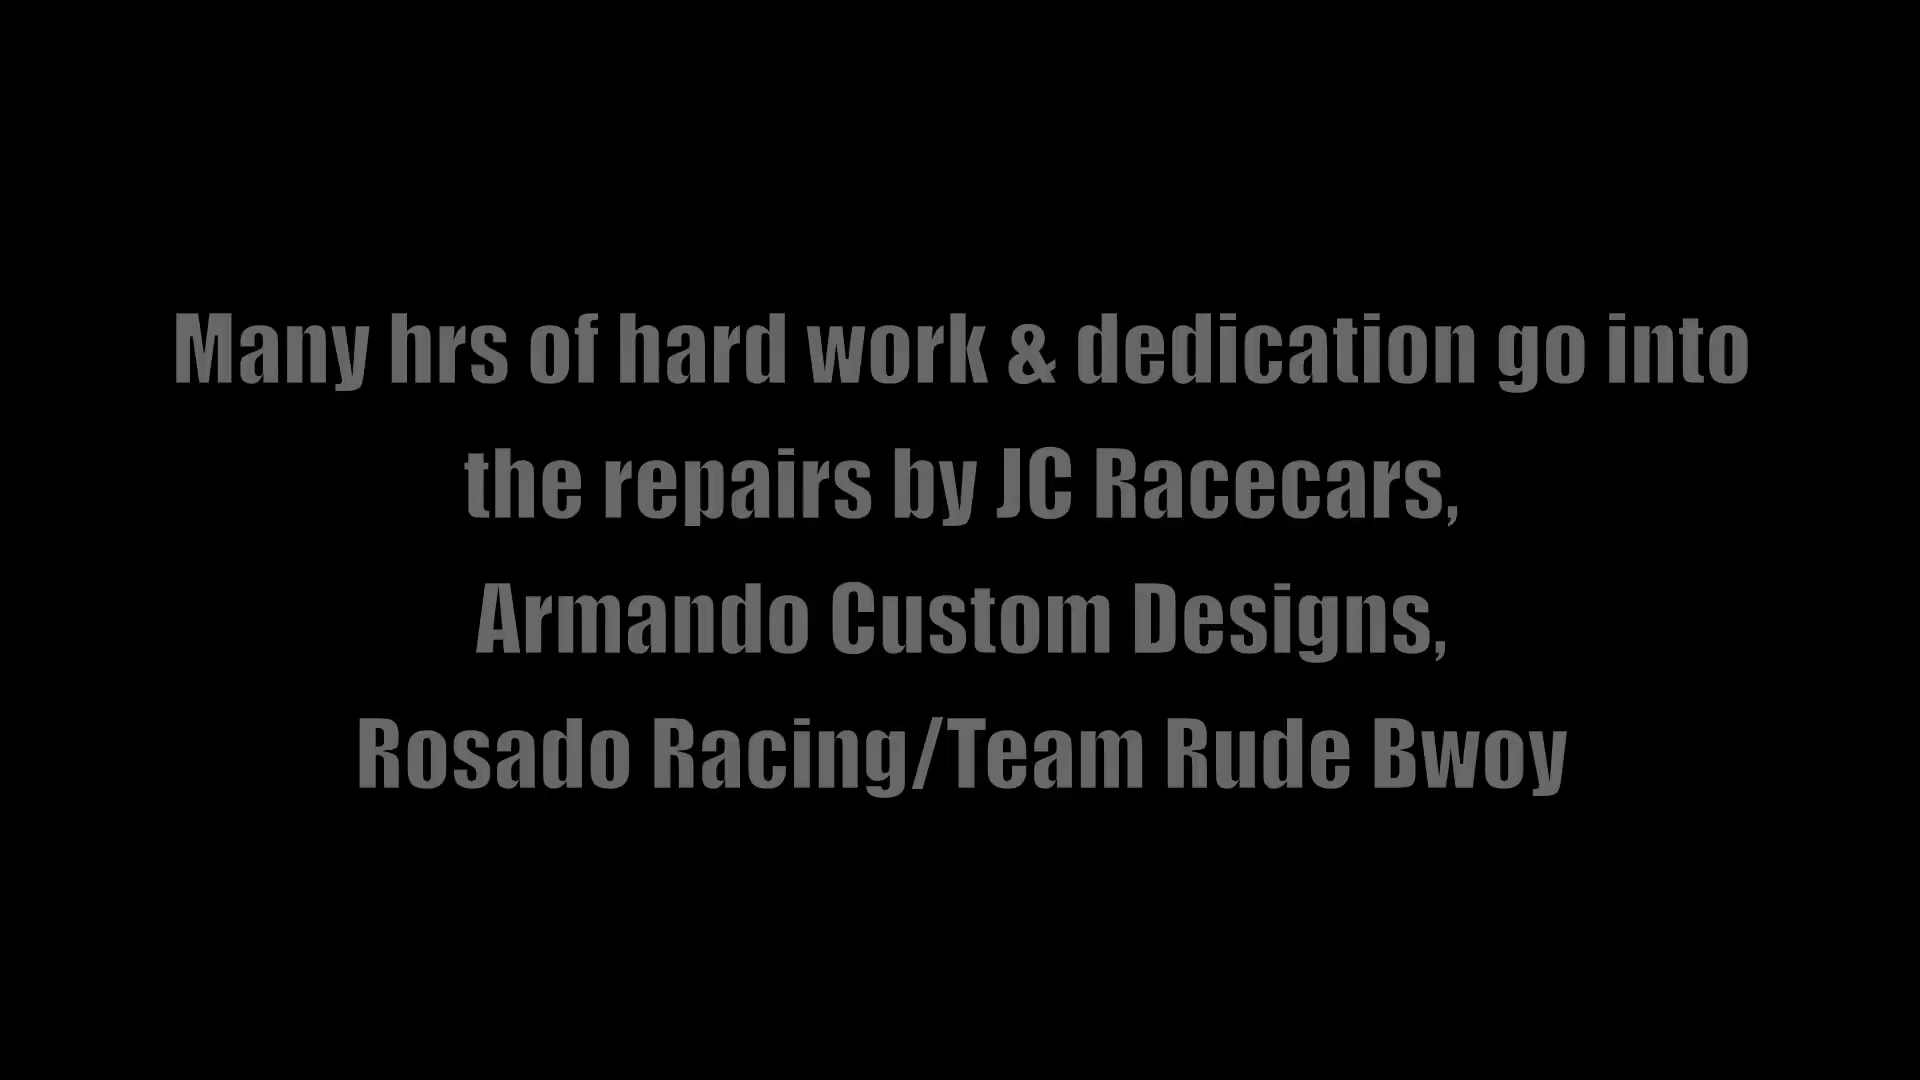 Many hrs of hard work & dedication go into
the repairs by JC Racecars,
Armando Custom Designs,
Rosado Racing/Team Rude Bwoy